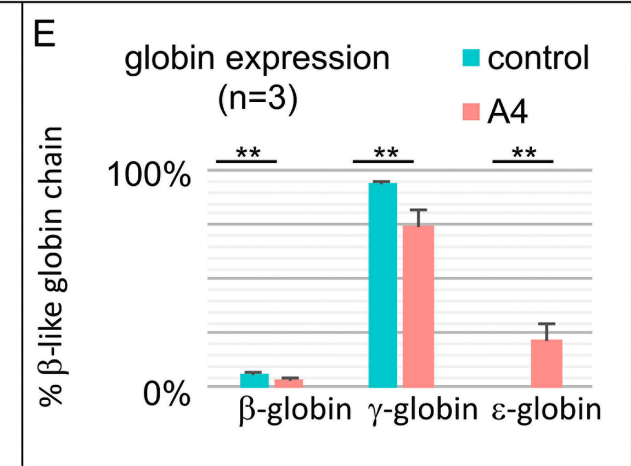 E
globin expression
(n=3)
control
A4
% β-like globin chain
** ** **
100%
0%
β-globin γ-globin ε-globin